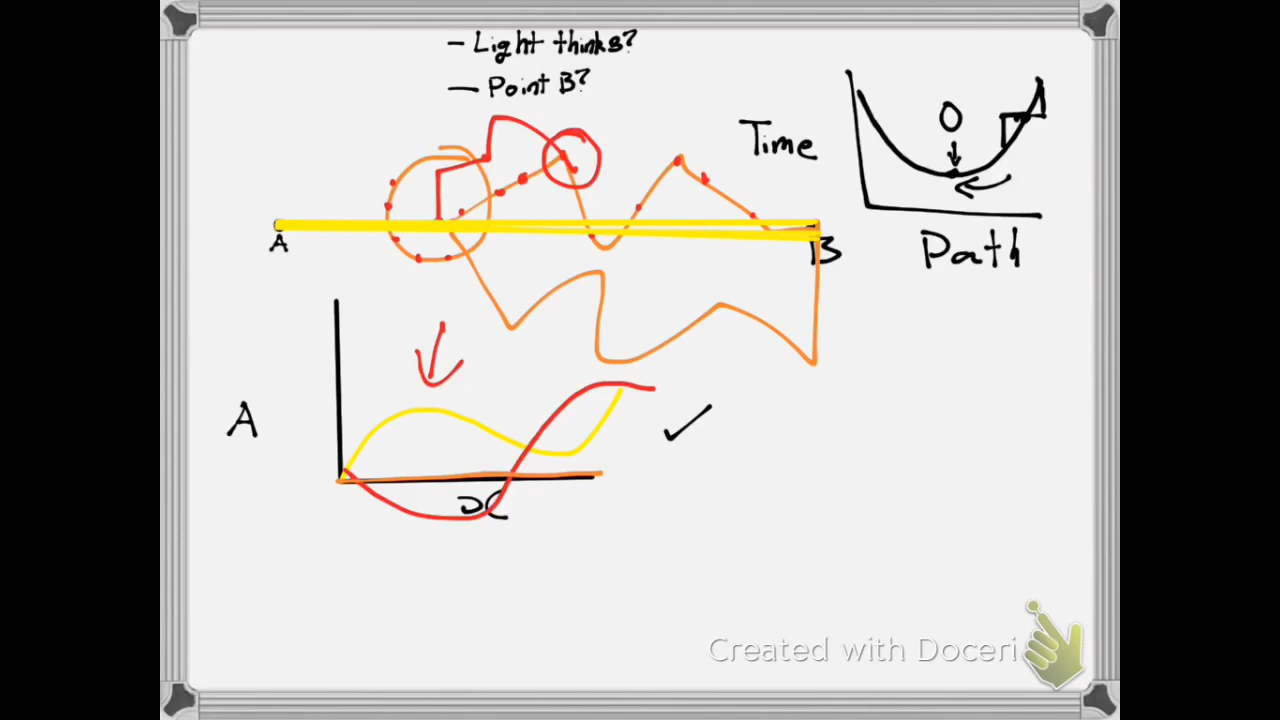 - Light thinks?
- Point B?
Time
O
A
B
Path
A
x
Created with Doceri